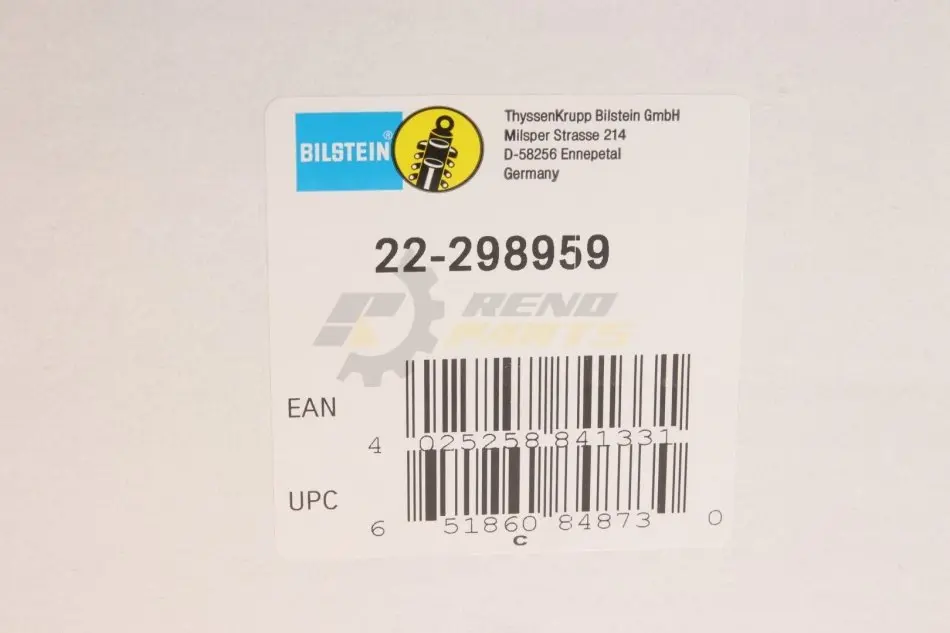 BILSTEIN®
ThyssenKrupp Bilstein GmbH
Milsper Strasse 214
D-58256 Ennepetal
Germany
22-298959
RENO
PARTS
EAN
4 025258 841331
UPC
6 51860 84873 0
C